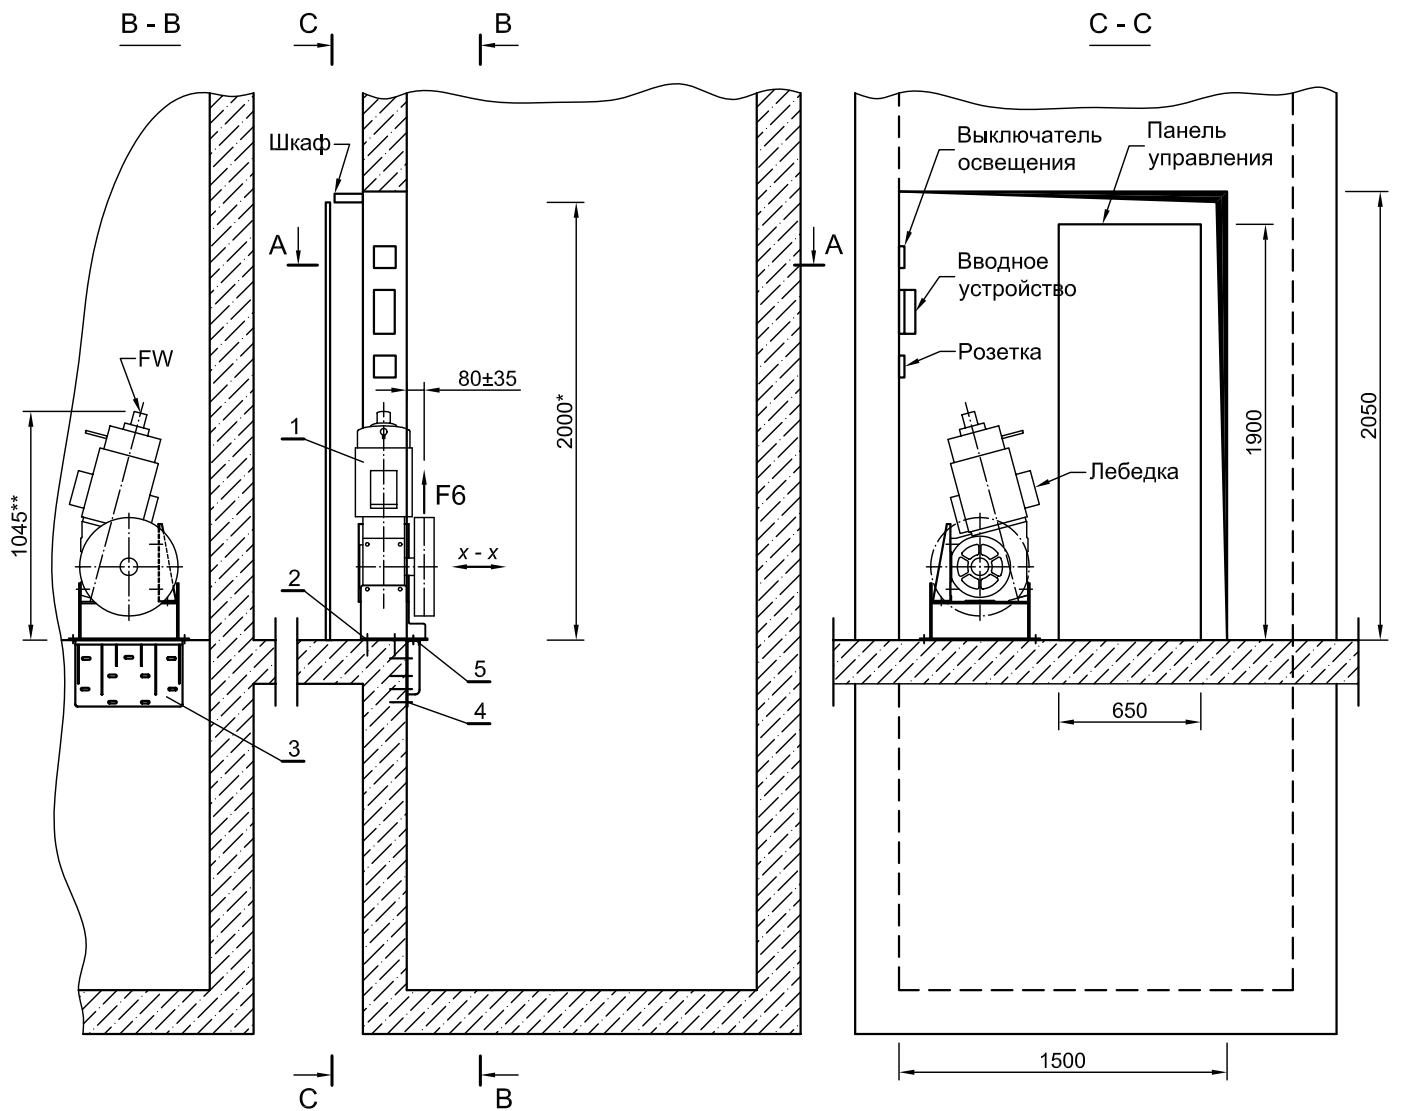 B - B
C
B
C - C
Шкаф
Выключатель
освещения
Панель
управления
A
A
Вводное
устройство
FW
Розетка
80±35
2000*
1900
2050
1
F6
Лебедка
1045**
x - x
2
5
4
3
650
1500
C
B